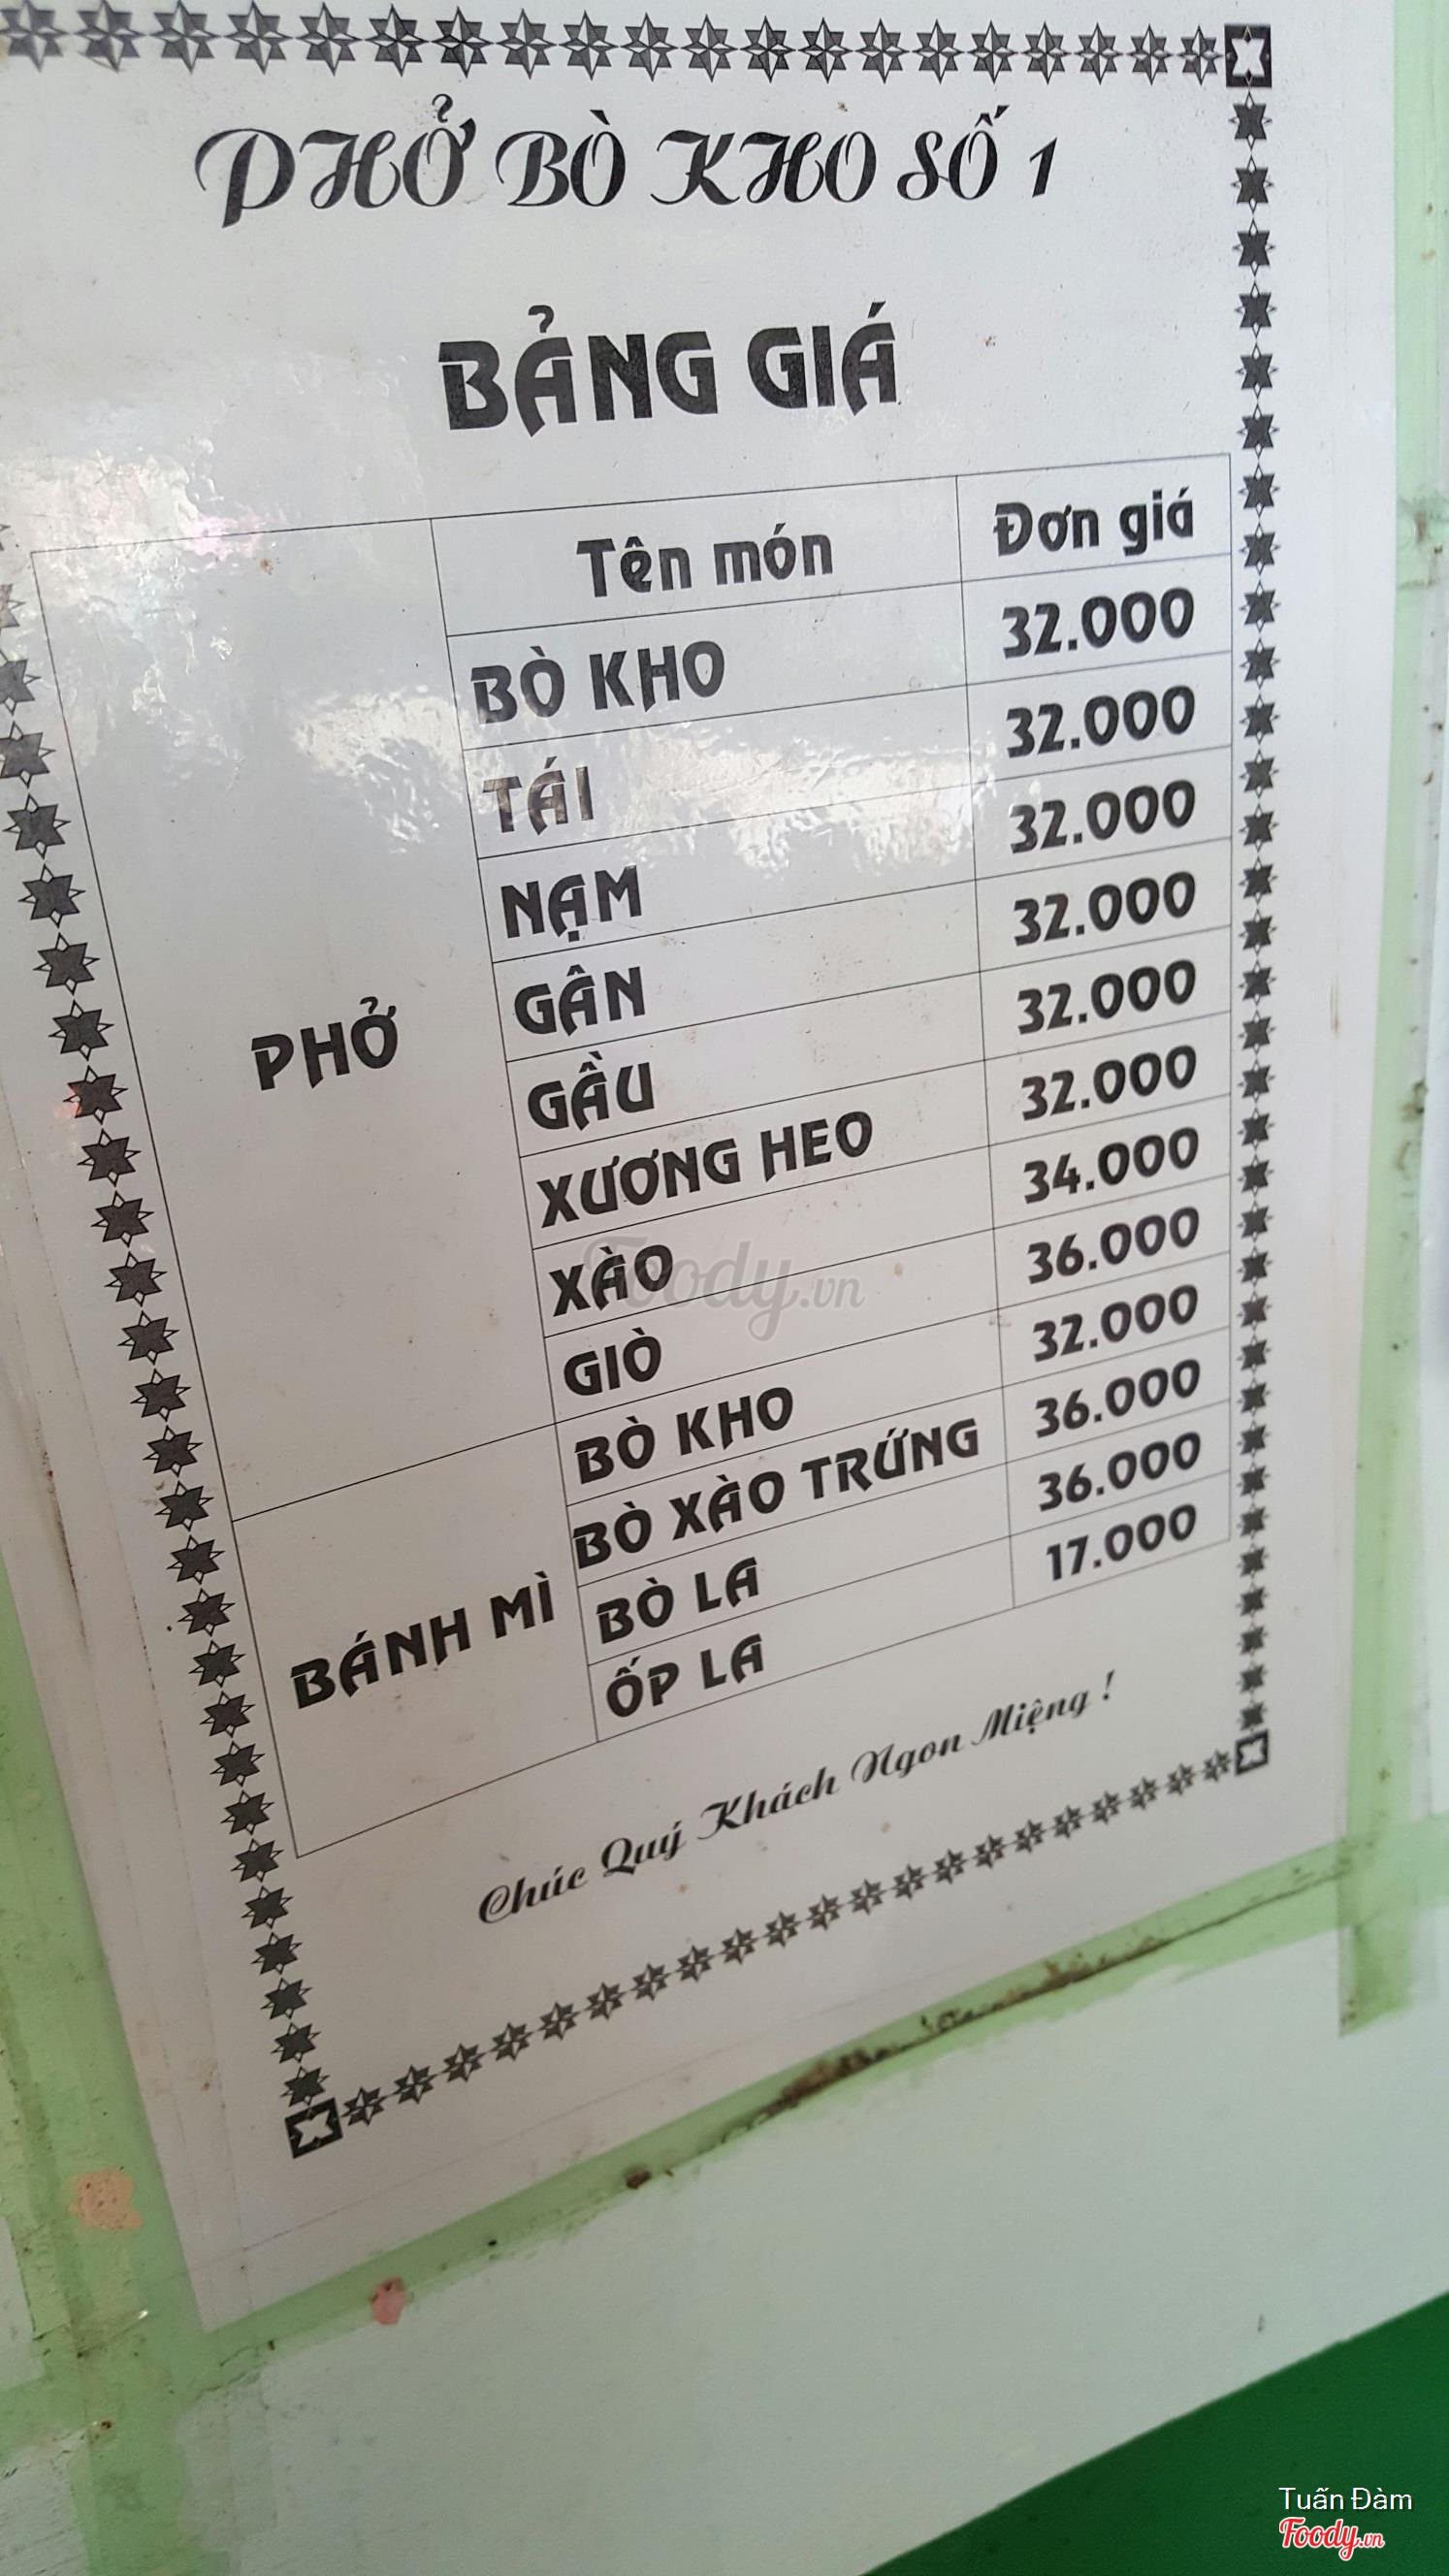 PHỞ BÒ KHO SỐ 1
BẢNG GIÁ
Tên món Đơn giá
PHỞ
BÒ KHO 32.000
TÁI 32.000
NẠM 32.000
GÂN 32.000
GẦU 32.000
XƯƠNG HEO 32.000
XÀO 34.000
GIÒ 36.000
BÁNH MÌ
BÒ KHO 32.000
BÒ XÀO TRỨNG 36.000
BÒ LA 36.000
ỐP LA 17.000
Chúc Quý Khách Ngon Miệng !
Foody.vn
Tuấn Đàm
Foody.vn